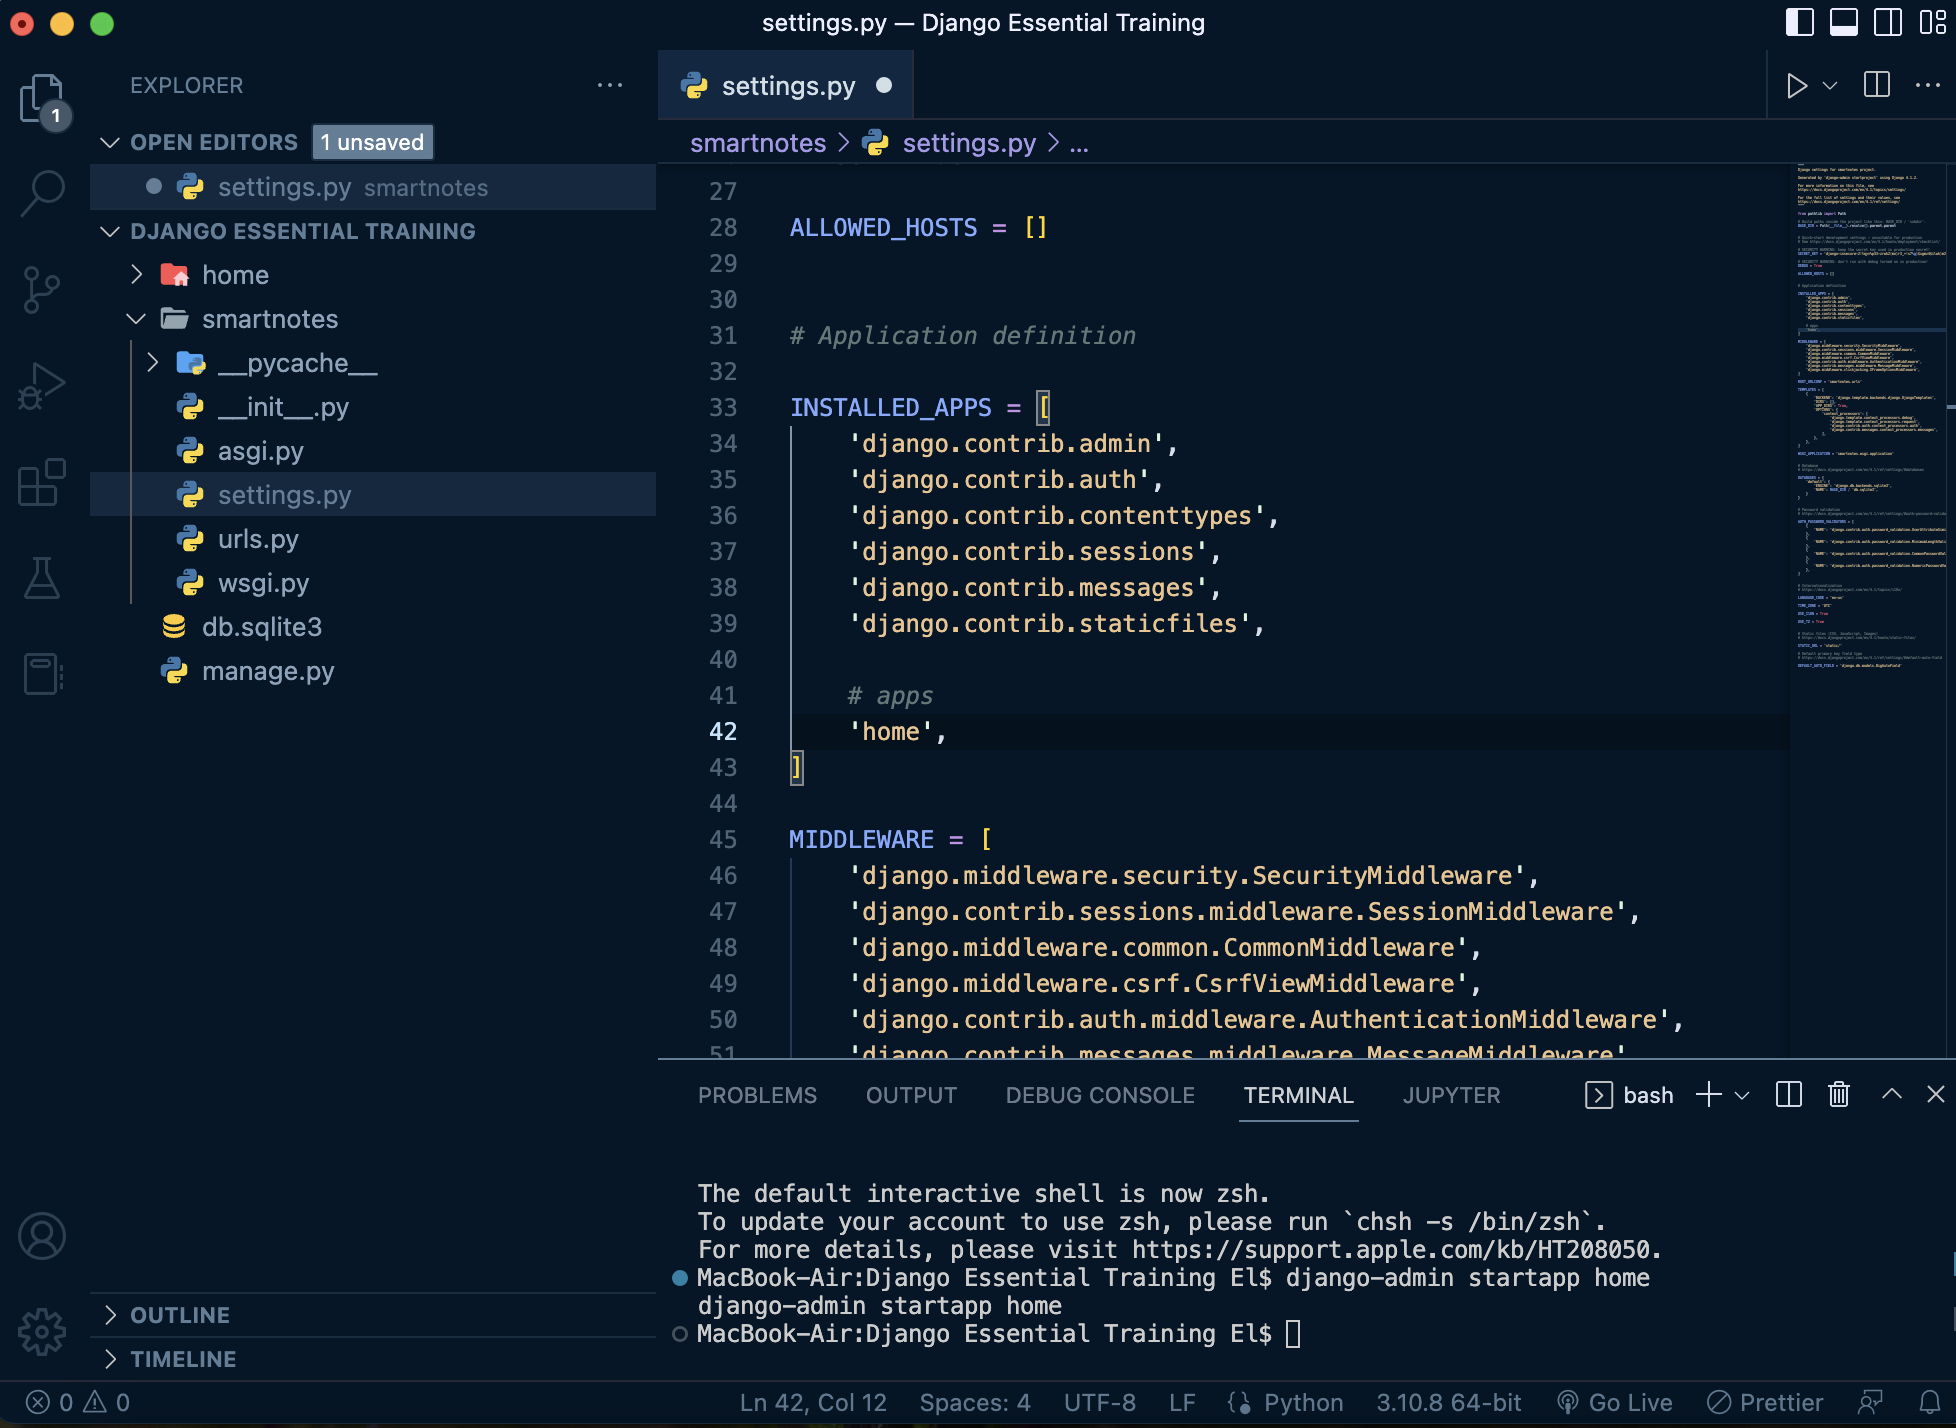 settings.py — Django Essential Training
EXPLORER
1
OPEN EDITORS 1 unsaved
settings.py smartnotes
DJANGO ESSENTIAL TRAINING
home
smartnotes
__pycache__
__init__.py
asgi.py
settings.py
urls.py
wsgi.py
db.sqlite3
manage.py
OUTLINE
TIMELINE
settings.py
smartnotes > settings.py > ...
27
28 ALLOWED_HOSTS = []
29
30
31 # Application definition
32
33 INSTALLED_APPS = [
34 'django.contrib.admin',
35 'django.contrib.auth',
36 'django.contrib.contenttypes',
37 'django.contrib.sessions',
38 'django.contrib.messages',
39 'django.contrib.staticfiles',
40
41 # apps
42 'home',
43 ]
44
45 MIDDLEWARE = [
46 'django.middleware.security.SecurityMiddleware',
47 'django.contrib.sessions.middleware.SessionMiddleware',
48 'django.middleware.common.CommonMiddleware',
49 'django.middleware.csrf.CsrfViewMiddleware',
50 'django.contrib.auth.middleware.AuthenticationMiddleware',
51 'django.contrib.messages.middleware.MessageMiddleware'
PROBLEMS OUTPUT DEBUG CONSOLE TERMINAL JUPYTER bash
The default interactive shell is now zsh.
To update your account to use zsh, please run `chsh -s /bin/zsh`.
For more details, please visit https://support.apple.com/kb/HT208050.
MacBook-Air:Django Essential Training El$ django-admin startapp home
django-admin startapp home
MacBook-Air:Django Essential Training El$
0 0 Ln 42, Col 12 Spaces: 4 UTF-8 LF Python 3.10.8 64-bit Go Live Prettier